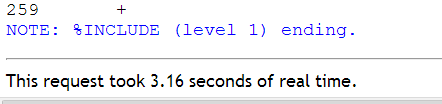 259       +
NOTE: %INCLUDE (level 1) ending.
This request took 3.16 seconds of real time.